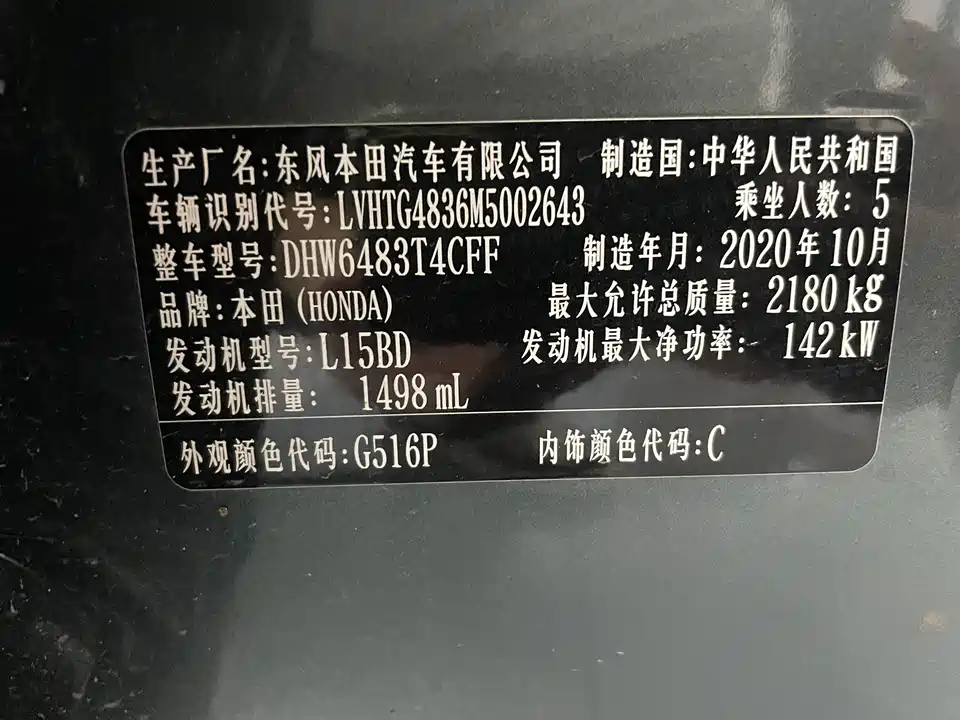 生产厂名:东风本田汽车有限公司 制造国:中华人民共和国
车辆识别代号:LVHTG4836M5002643 乘坐人数: 5
整车型号:DHW6483T4CFF 制造年月: 2020年10月
品牌:本田(HONDA) 最大允许总质量: 2180 kg
发动机型号:L15BD 发动机最大净功率: 142 kW
发动机排量: 1498 mL
外观颜色代码:G516P 内饰颜色代码:C